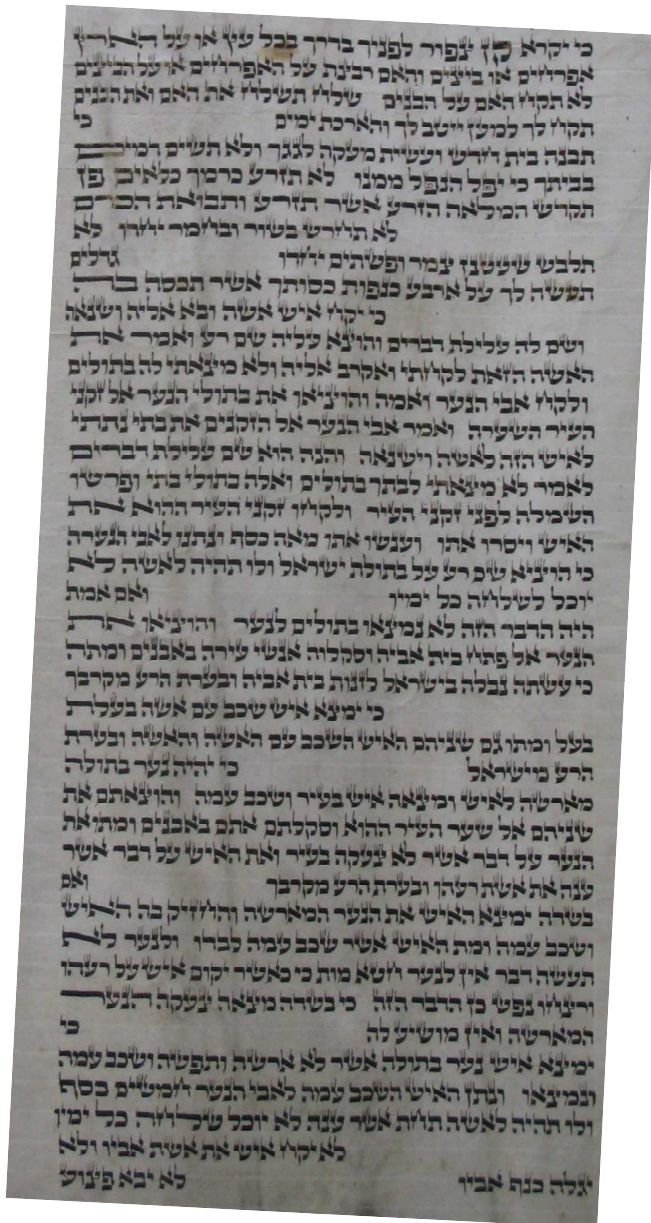 כי יקרא קן צפור לפניך בדרך בכל עץ או על הארץ
אפרחים או ביצים והאם רבצת על האפרחים או על הביצים
לא תקח האם על הבנים שלח תשלח את האם ואת הבנים
תקח לך למען ייטב לך והארכת ימים כי
תבנה בית חדש ועשית מעקה לגגך ולא תשים דמים
בביתך כי יפל הנפל ממנו לא תזרע כרמך כלאים פן
תקדש המלאה הזרע אשר תזרע ותבואת הכרם
לא תחרש בשור ובחמר יחדו לא
תלבש שעטנז צמר ופשתים יחדו גדלים
תעשה לך על ארבע כנפות כסותך אשר תכסה בה
כי יקח איש אשה ובא אליה ושנאה
ושם לה עלילת דברים והוצא עליה שם רע ואמר את
האשה הזאת לקחתי ואקרב אליה ולא מצאתי לה בתולים
ולקח אבי הנער ואמה והוציאו את בתולי הנער אל זקני
העיר השערה ואמר אבי הנער אל הזקנים את בתי נתתי
לאיש הזה לאשה וישנאה והנה הוא שם עלילת דברים
לאמר לא מצאתי לבתך בתולים ואלה בתולי בתי ופרשו
השמלה לפני זקני העיר ולקחו זקני העיר ההוא את
האיש ויסרו אתו וענשו אתו מאה כסף ונתנו לאבי הנערה
כי הוציא שם רע על בתולת ישראל ולו תהיה לאשה לא
יוכל לשלחה כל ימיו ואם אמת
היה הדבר הזה לא נמצאו בתולים לנער והוציאו את
הנער אל פתח בית אביה וסקלוה אנשי עירה באבנים ומתה
כי עשתה נבלה בישראל לזנות בית אביה ובערת הרע מקרבך
כי ימצא איש שכב עם אשה בעלת
בעל ומתו גם שניהם האיש השכב עם האשה והאשה ובערת
הרע מישראל כי יהיה נער בתולה
מארשה לאיש ומצאה איש בעיר ושכב עמה והוצאתם את
שניהם אל שער העיר ההוא וסקלתם אתם באבנים ומתו את
הנער על דבר אשר לא צעקה בעיר ואת האיש על דבר אשר
ענה את אשת רעהו ובערת הרע מקרבך ואם
בשדה ימצא האיש את הנער המארשה והחזיק בה האיש
ושכב עמה ומת האיש אשר שכב עמה לבדו ולנער לא
תעשה דבר אין לנער חטא מות כי כאשר יקום איש על רעהו
ורצחו נפש כן הדבר הזה כי בשדה מצאה צעקה הנער
המארשה ואין מושיע לה כי
ימצא איש נער בתולה אשר לא ארשה ותפשה ושכב עמה
ונמצאו ונתן האיש השכב עמה לאבי הנער חמשים כסף
ולו תהיה לאשה תחת אשר ענה לא יוכל שלחה כל ימיו
לא יקח איש את אשת אביו ולא
יגלה כנף אביו לא יבא פצוע